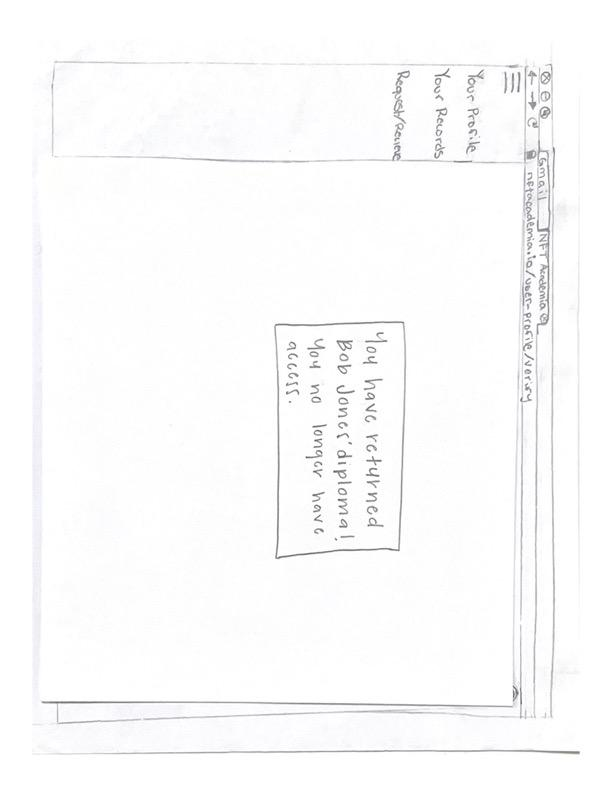 Gmail NFT Academia
nftacademia.io/user-profile/verify
Your Profile
Your Records
Request/Recieve
You have returned
Bob Jones' diploma!
You no longer have
access.